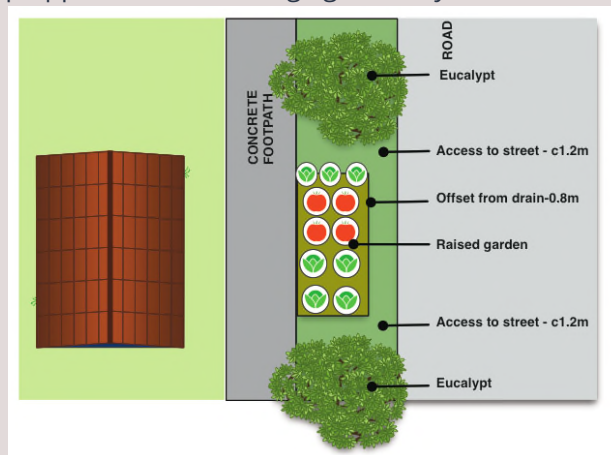 ROAD
Eucalypt
CONCRETE
FOOTPATH
Access to street - c1.2m
Offset from drain-0.8m
Raised garden
Access to street - c1.2m
Eucalypt